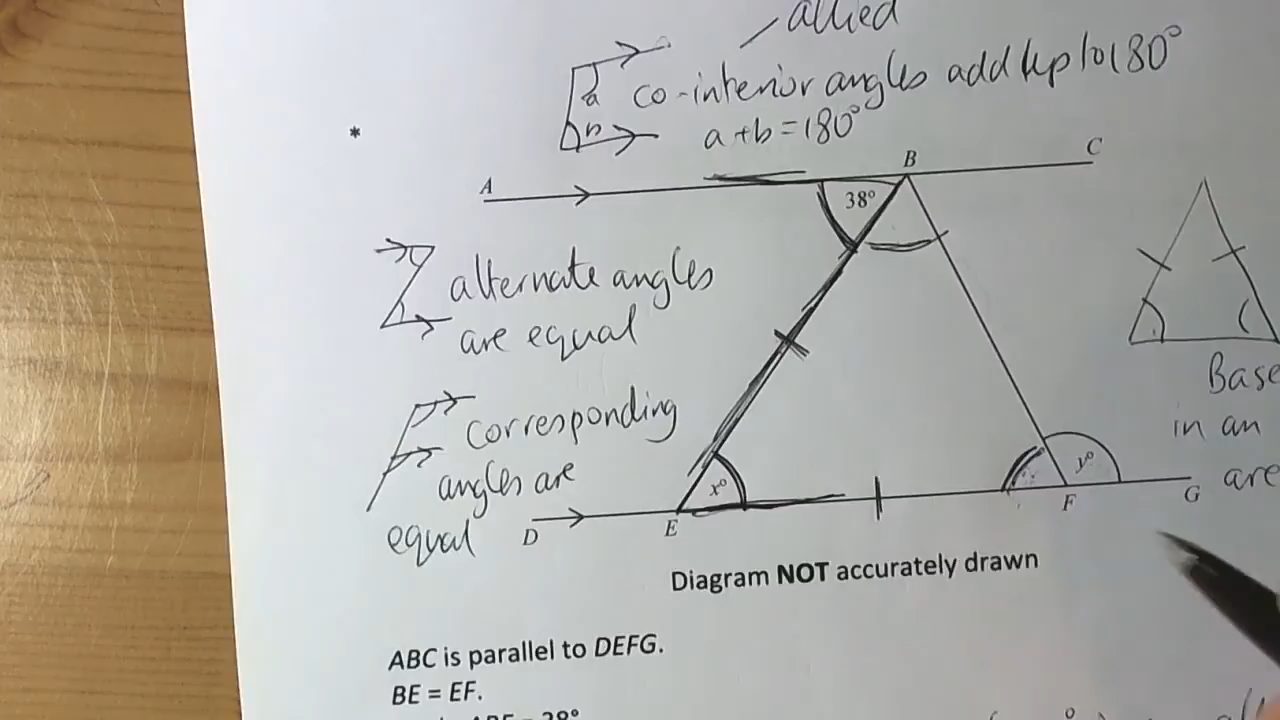 allied
a co-interior angles add up to 180°
b a+b=180°
*
A B C
38°
alternate angles
are equal
corresponding
angles are
equal
Base
in an
are
x° y°
D E F G
Diagram NOT accurately drawn
ABC is parallel to DEFG.
BE = EF.